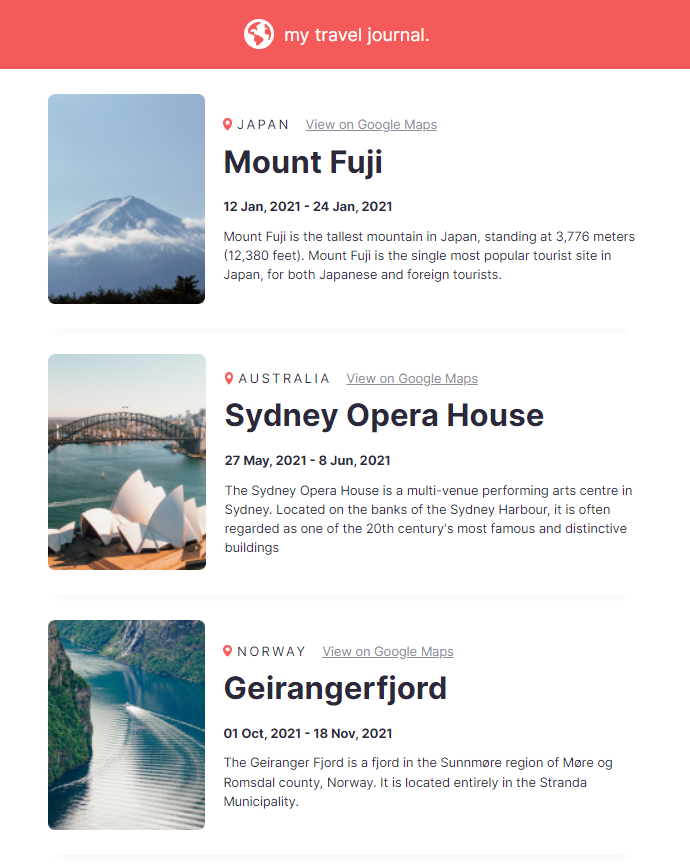 my travel journal.
JAPAN View on Google Maps
Mount Fuji
12 Jan, 2021 - 24 Jan, 2021
Mount Fuji is the tallest mountain in Japan, standing at 3,776 meters
(12,380 feet). Mount Fuji is the single most popular tourist site in
Japan, for both Japanese and foreign tourists.
AUSTRALIA View on Google Maps
Sydney Opera House
27 May, 2021 - 8 Jun, 2021
The Sydney Opera House is a multi-venue performing arts centre in
Sydney. Located on the banks of the Sydney Harbour, it is often
regarded as one of the 20th century's most famous and distinctive
buildings
NORWAY View on Google Maps
Geirangerfjord
01 Oct, 2021 - 18 Nov, 2021
The Geiranger Fjord is a fjord in the Sunnmøre region of Møre og
Romsdal county, Norway. It is located entirely in the Stranda
Municipality.